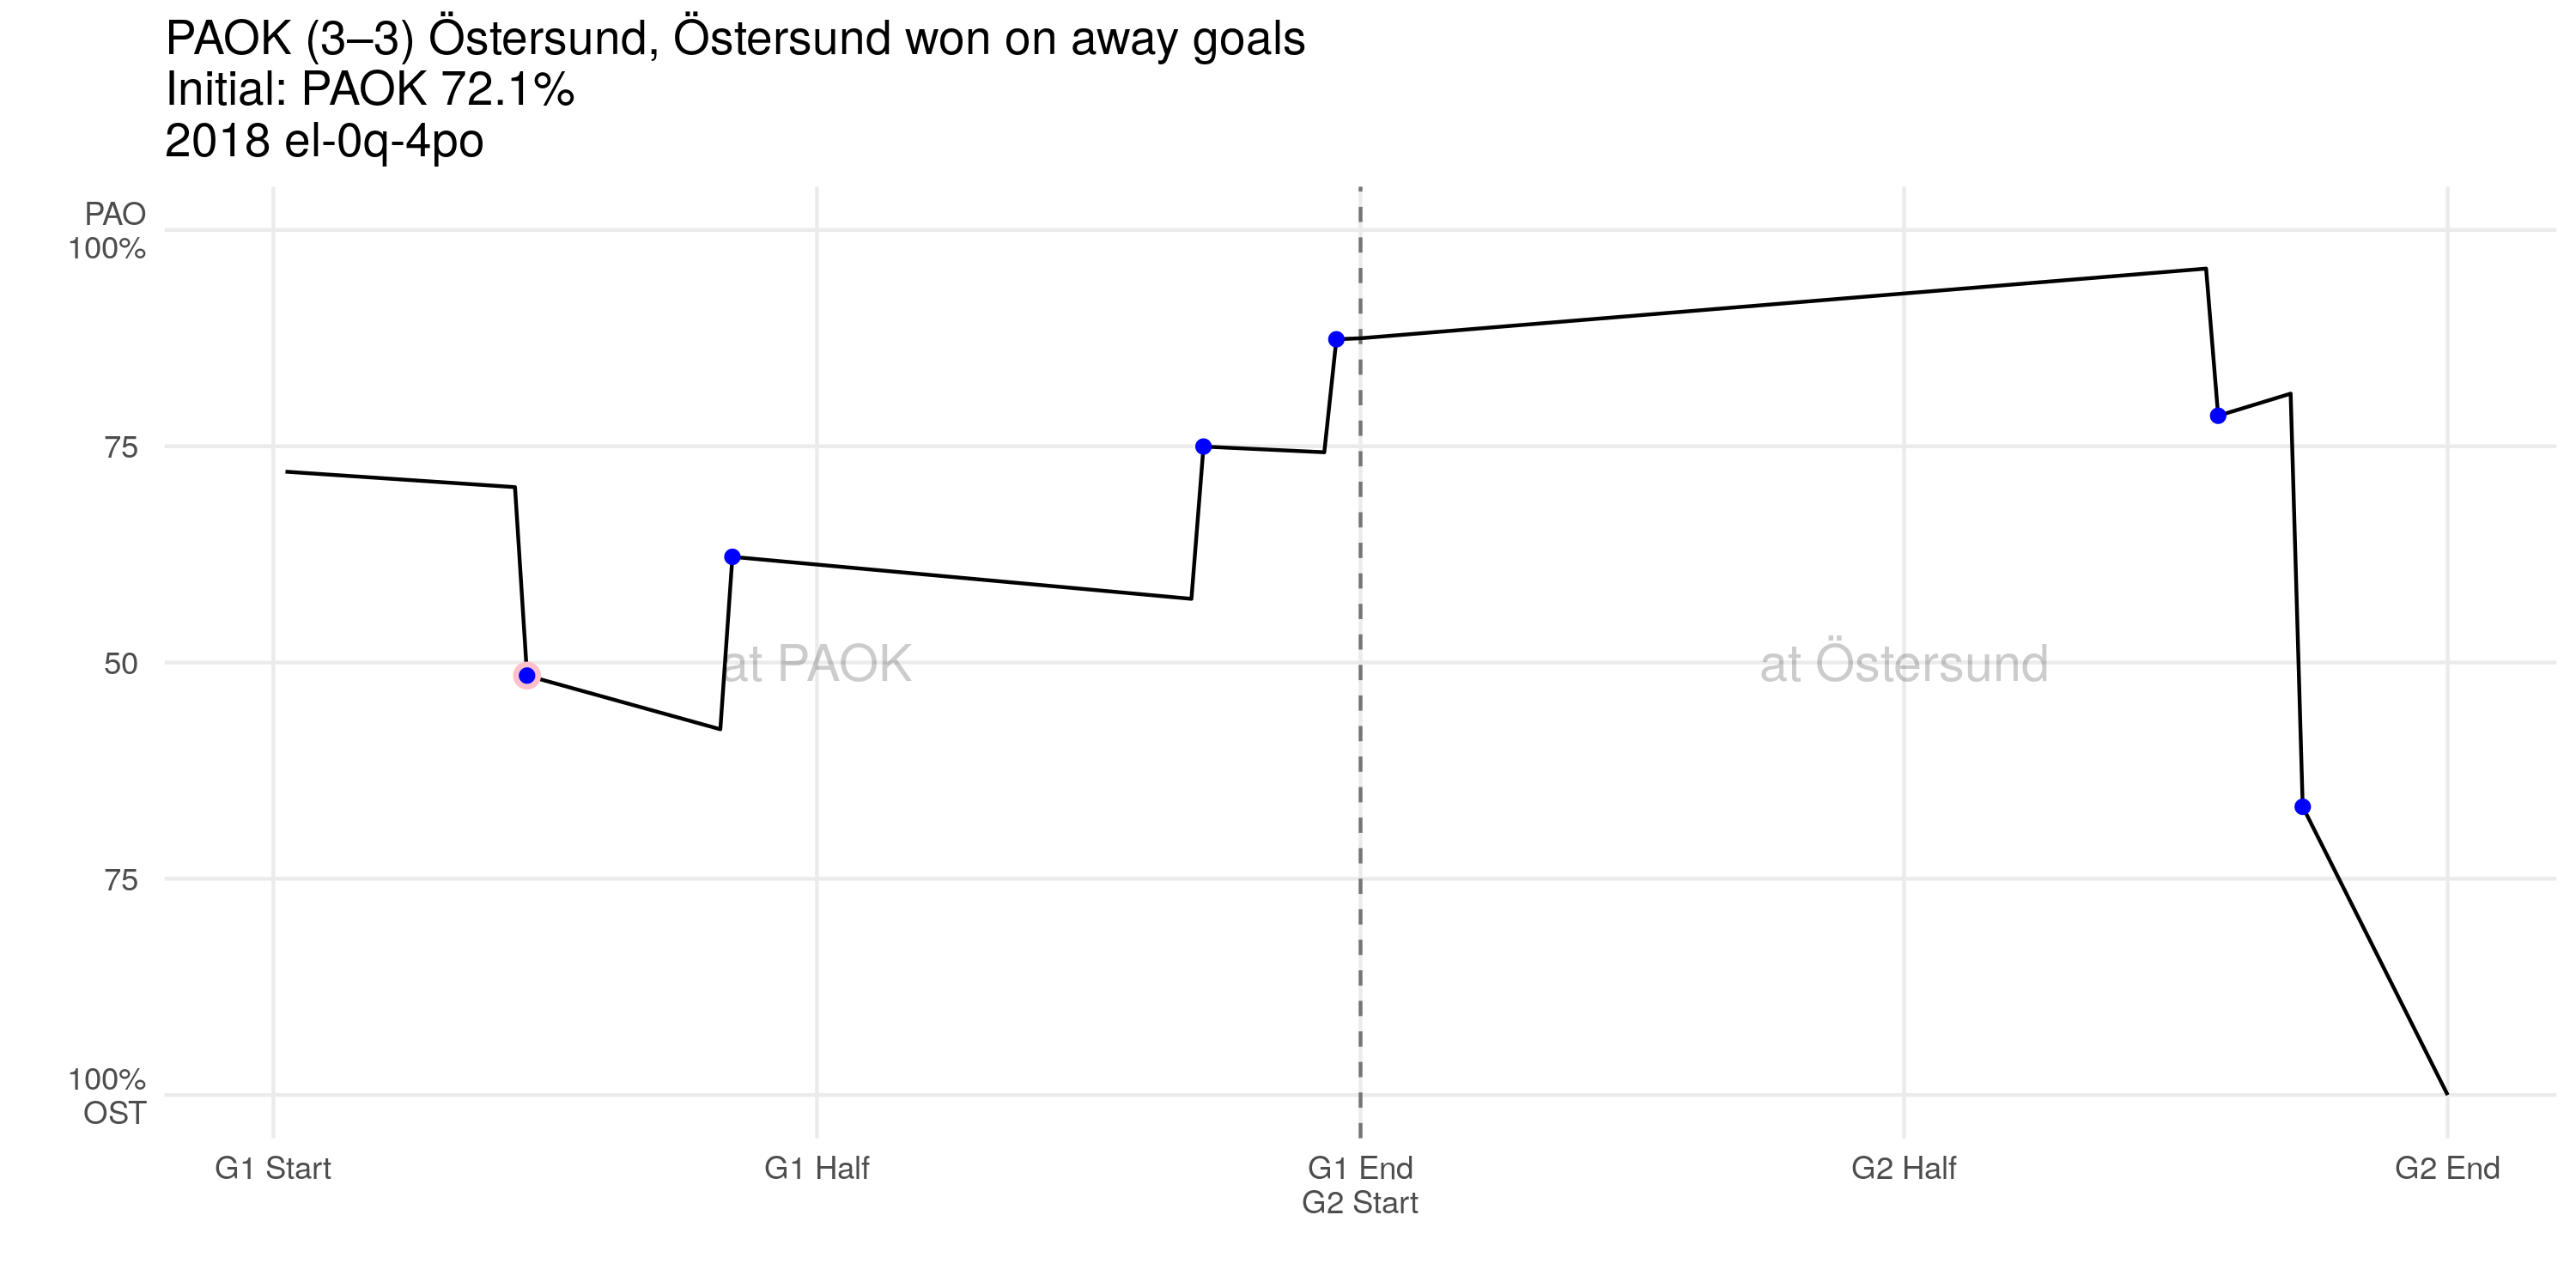 PAOK (3–3) Östersund, Östersund won on away goals
Initial: PAOK 72.1%
2018 el-0q-4po
PAO
100%
75
50
75
100%
OST
at PAOK
at Östersund
G1 Start
G1 Half
G1 End
G2 Start
G2 Half
G2 End